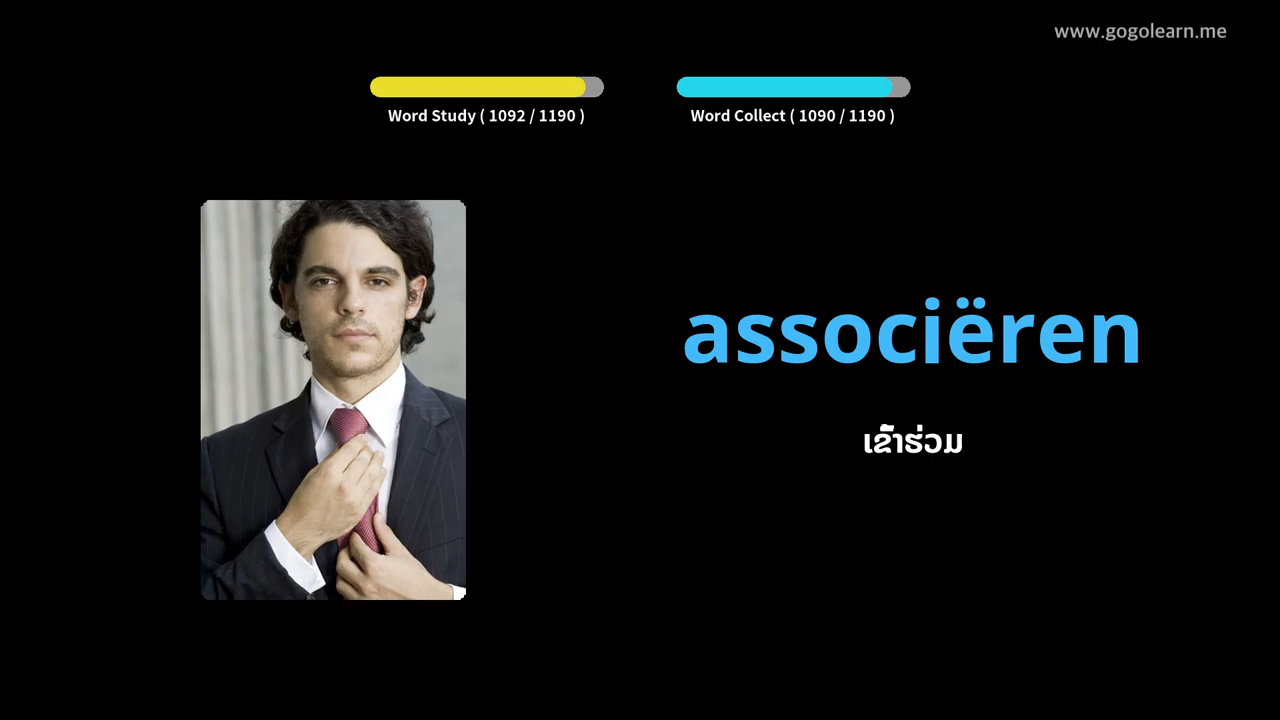 www.gogolearn.me
Word Study ( 1092 / 1190 )
Word Collect ( 1090 / 1190 )
associëren
ເຂົ້າຮ່ວມ